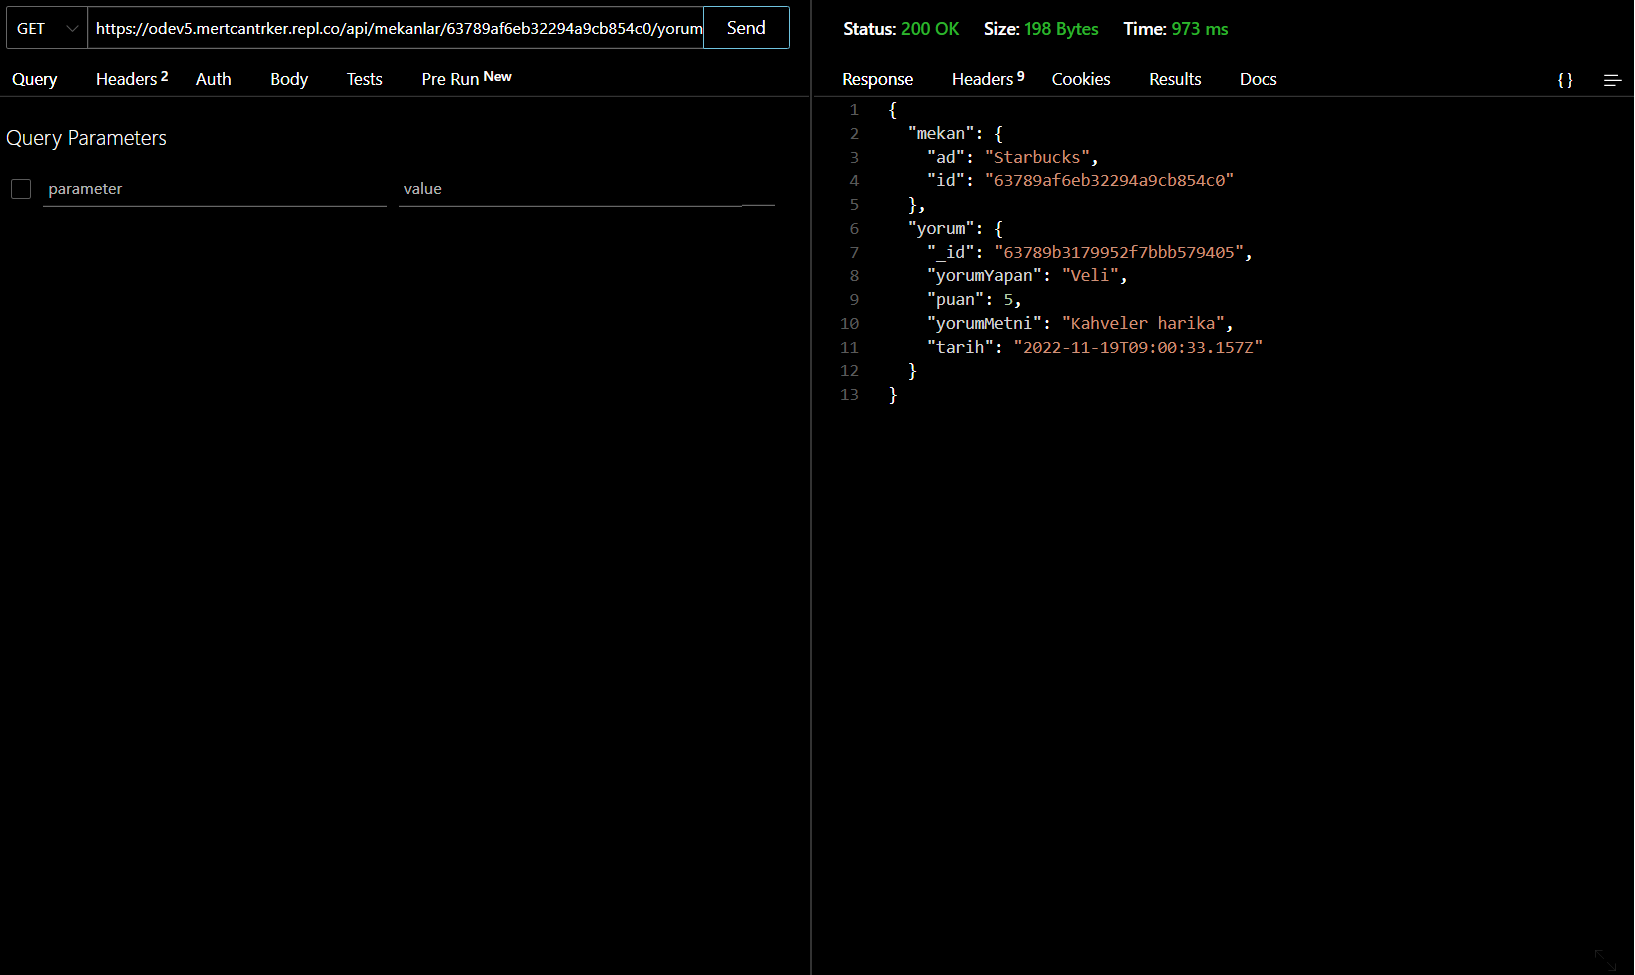 GET https://odev5.mertcantrker.repl.co/api/mekanlar/63789af6eb32294a9cb854c0/yorum Send
Query Headers 2 Auth Body Tests Pre Run New
Query Parameters
parameter value
Status: 200 OK Size: 198 Bytes Time: 973 ms
Response Headers 9 Cookies Results Docs {}
1 {
2 "mekan": {
3 "ad": "Starbucks",
4 "id": "63789af6eb32294a9cb854c0"
5 },
6 "yorum": {
7 "_id": "63789b3179952f7bbb579405",
8 "yorumYapan": "Veli",
9 "puan": 5,
10 "yorumMetni": "Kahveler harika",
11 "tarih": "2022-11-19T09:00:33.157Z"
12 }
13 }